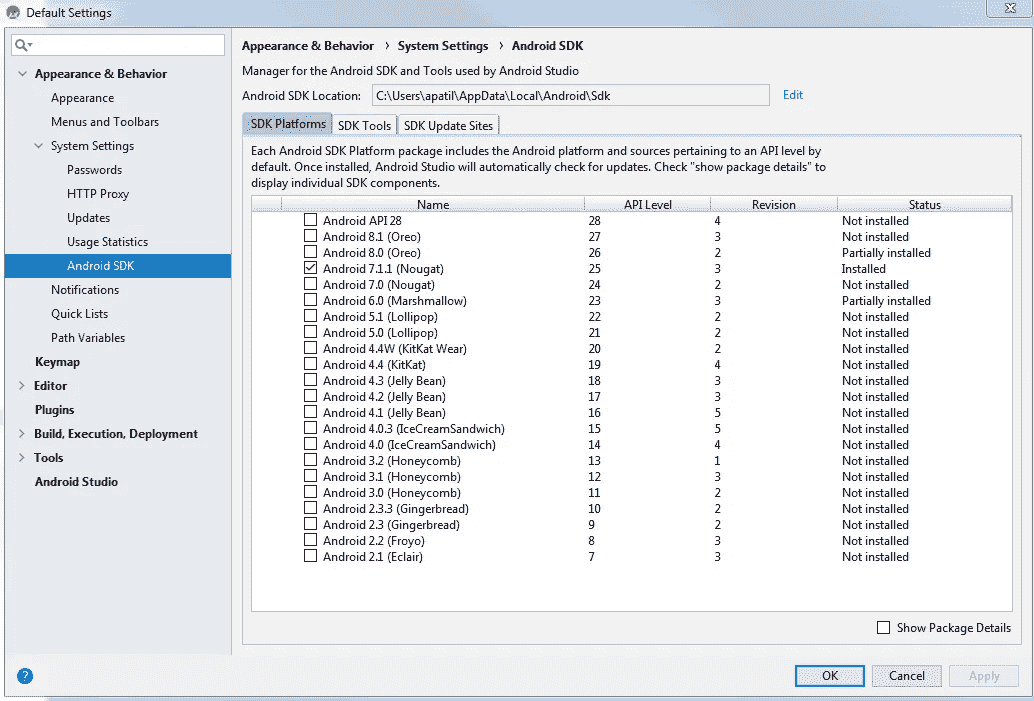 Default Settings
Appearance & Behavior
Appearance
Menus and Toolbars
System Settings
Passwords
HTTP Proxy
Updates
Usage Statistics
Android SDK
Notifications
Quick Lists
Path Variables
Keymap
Editor
Plugins
Build, Execution, Deployment
Tools
Android Studio
Appearance & Behavior › System Settings › Android SDK
Manager for the Android SDK and Tools used by Android Studio
Android SDK Location: C:\Users\apatil\AppData\Local\Android\Sdk Edit
SDK Platforms SDK Tools SDK Update Sites
Each Android SDK Platform package includes the Android platform and sources pertaining to an API level by
default. Once installed, Android Studio will automatically check for updates. Check "show package details" to
display individual SDK components.
Name API Level Revision Status
Android API 28 28 4 Not installed
Android 8.1 (Oreo) 27 3 Not installed
Android 8.0 (Oreo) 26 2 Partially installed
Android 7.1.1 (Nougat) 25 3 Installed
Android 7.0 (Nougat) 24 2 Not installed
Android 6.0 (Marshmallow) 23 3 Partially installed
Android 5.1 (Lollipop) 22 2 Not installed
Android 5.0 (Lollipop) 21 2 Not installed
Android 4.4W (KitKat Wear) 20 2 Not installed
Android 4.4 (KitKat) 19 4 Not installed
Android 4.3 (Jelly Bean) 18 3 Not installed
Android 4.2 (Jelly Bean) 17 3 Not installed
Android 4.1 (Jelly Bean) 16 5 Not installed
Android 4.0.3 (IceCreamSandwich) 15 5 Not installed
Android 4.0 (IceCreamSandwich) 14 4 Not installed
Android 3.2 (Honeycomb) 13 1 Not installed
Android 3.1 (Honeycomb) 12 3 Not installed
Android 3.0 (Honeycomb) 11 2 Not installed
Android 2.3.3 (Gingerbread) 10 2 Not installed
Android 2.3 (Gingerbread) 9 2 Not installed
Android 2.2 (Froyo) 8 3 Not installed
Android 2.1 (Eclair) 7 3 Not installed
Show Package Details
? OK Cancel Apply